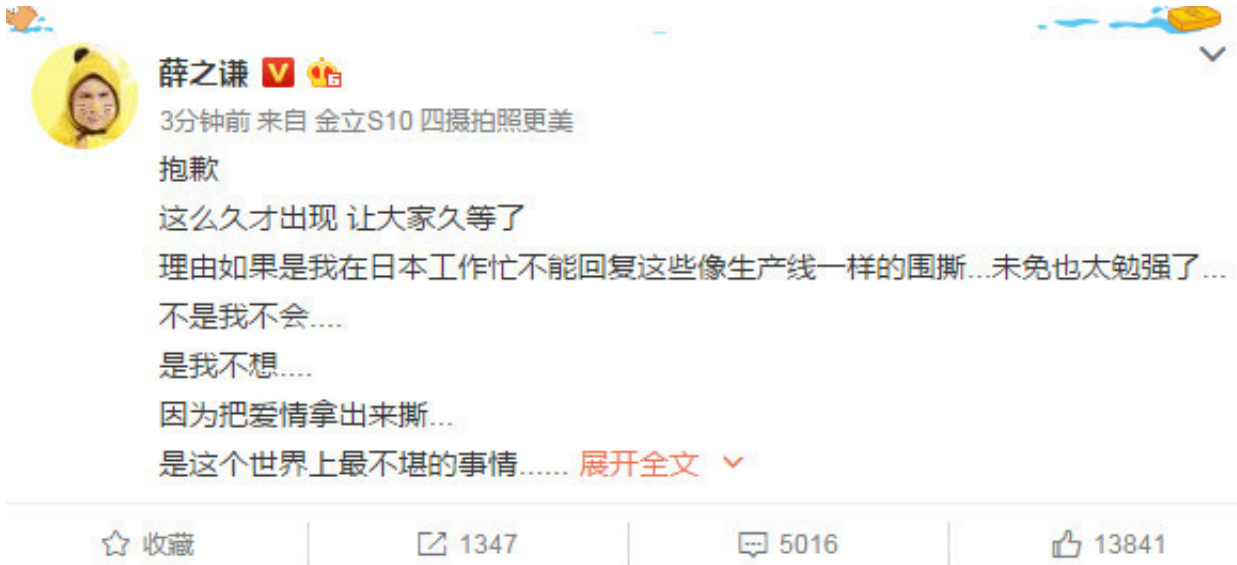 薛之谦
3分钟前 来自 金立S10 四摄拍照更美
抱歉
这么久才出现 让大家久等了
理由如果是我在日本工作忙不能回复这些像生产线一样的围撕...未免也太勉强了...
不是我不会....
是我不想....
因为把爱情拿出来撕...
是这个世界上最不堪的事情...... 展开全文
收藏 1347 5016 13841